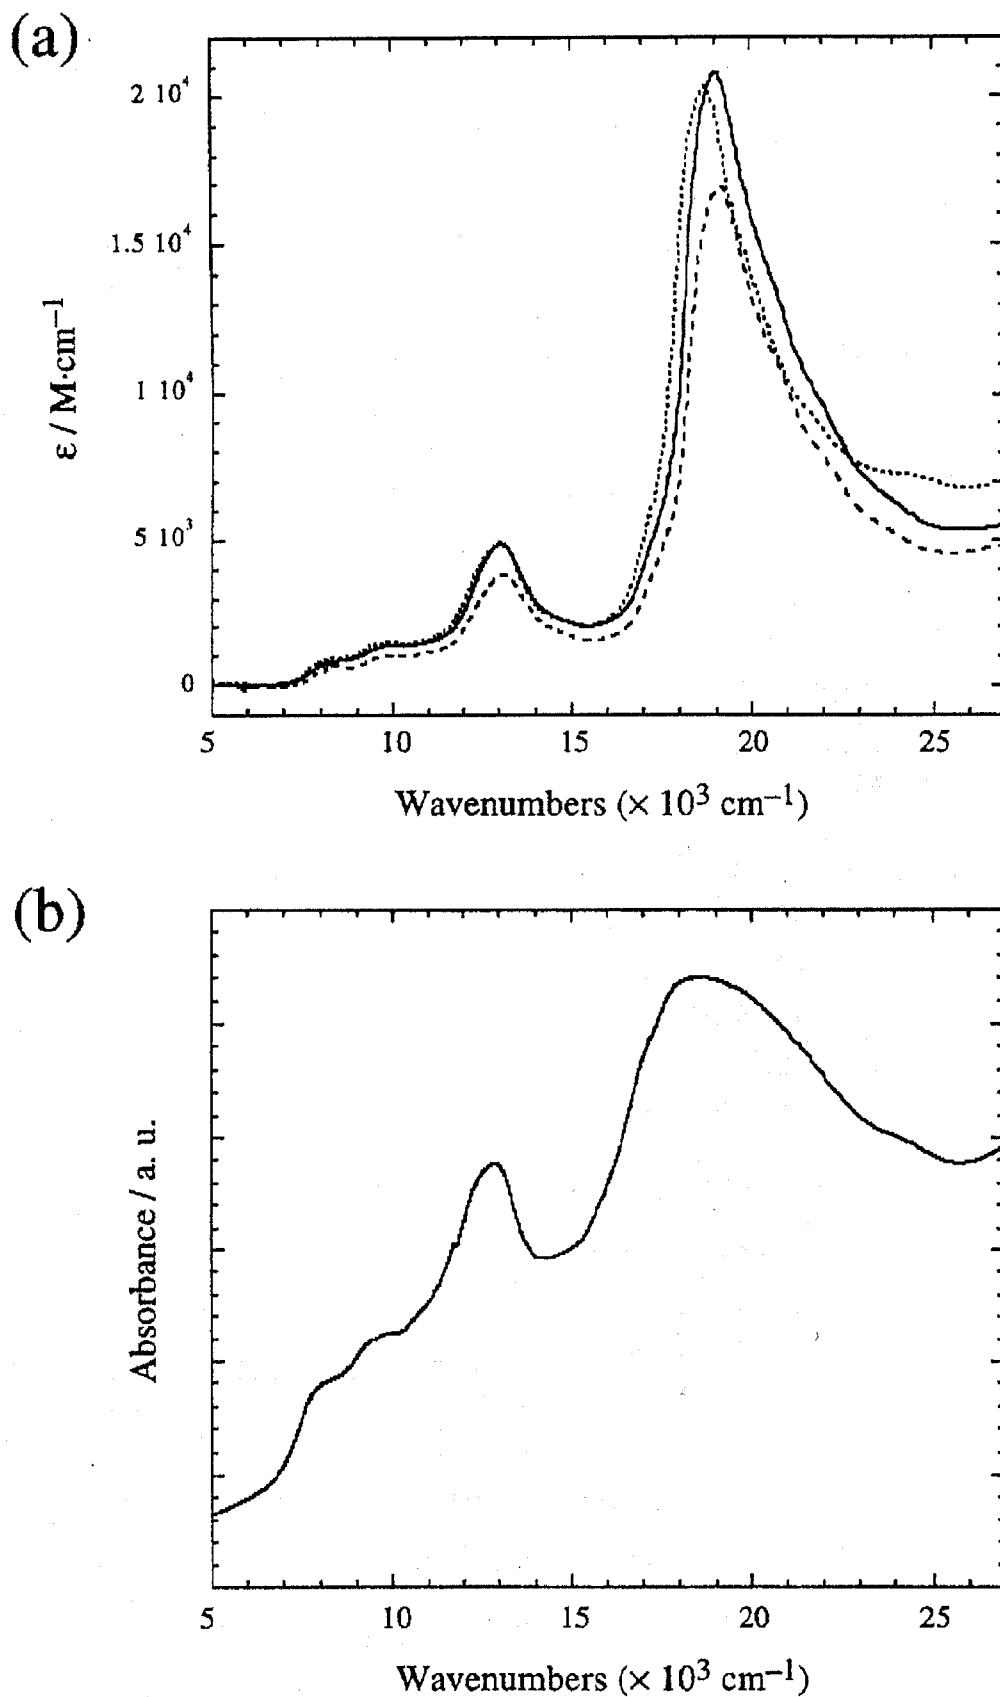 (a)
2 10⁴
1.5 10⁴
1 10⁴
5 10³
0
ε / M·cm⁻¹
5 10 15 20 25
Wavenumbers (× 10³ cm⁻¹)
(b)
Absorbance / a. u.
5 10 15 20 25
Wavenumbers (× 10³ cm⁻¹)